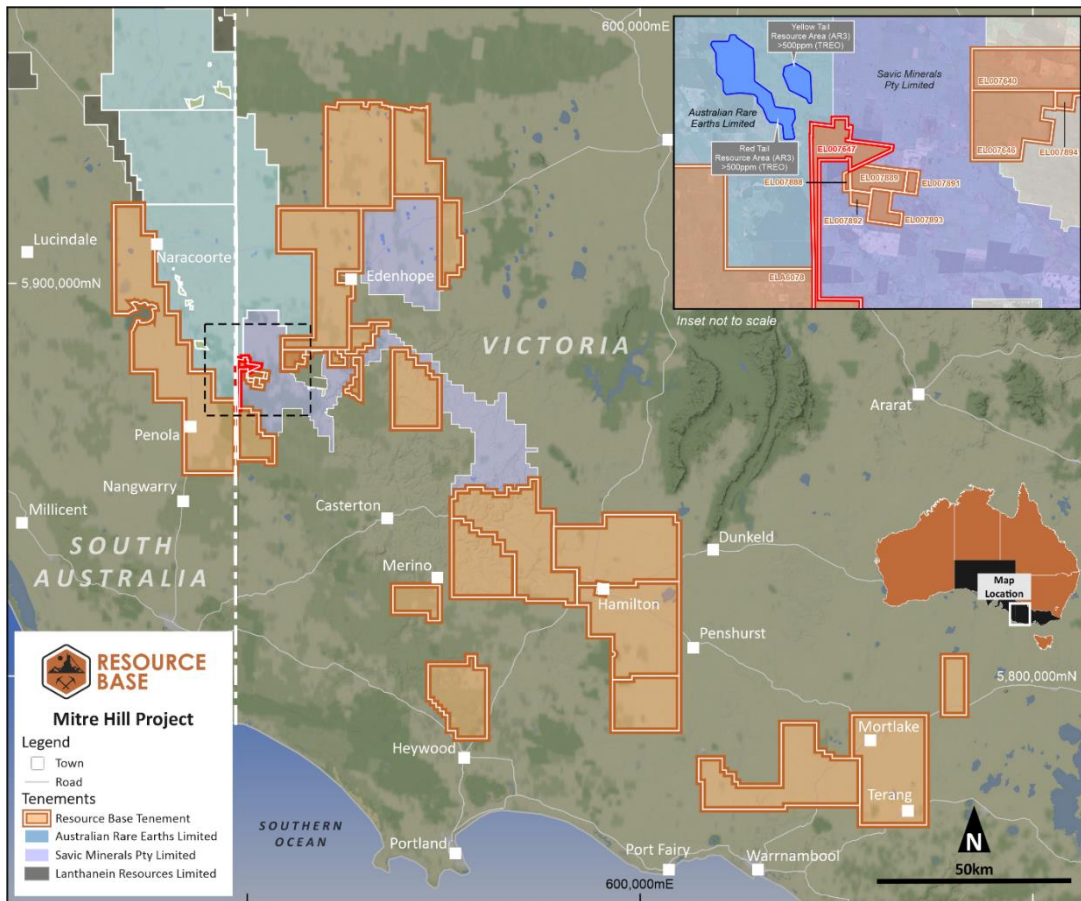 600,000mE
Yellow Tail
Resource Area (AR3)
>500ppm (TREO)
Savic Minerals
Pty Limited
EL007640
Australian Rare
Earths Limited
EL007647
EL007646
EL007894
Red Tail
Resource Area (AR3)
>500ppm (TREO)
EL007888
EL007889
EL007891
EL007892
EL007893
ELA6078
Inset not to scale
Lucindale
Naracoorte
Edenhope
5,900,000mN
VICTORIA
Ararat
Penola
Nangwarry
Millicent
Casterton
SOUTH
AUSTRALIA
Merino
Dunkeld
Hamilton
Map
Location
Penshurst
5,800,000mN
RESOURCE
BASE
Mitre Hill Project
Legend
Town
Road
Tenements
Resource Base Tenement
Australian Rare Earths Limited
Savic Minerals Pty Limited
Lanthanein Resources Limited
Heywood
Mortlake
Terang
SOUTHERN
OCEAN
Portland
Port Fairy
Warrnambool
600,000mE
N
50km